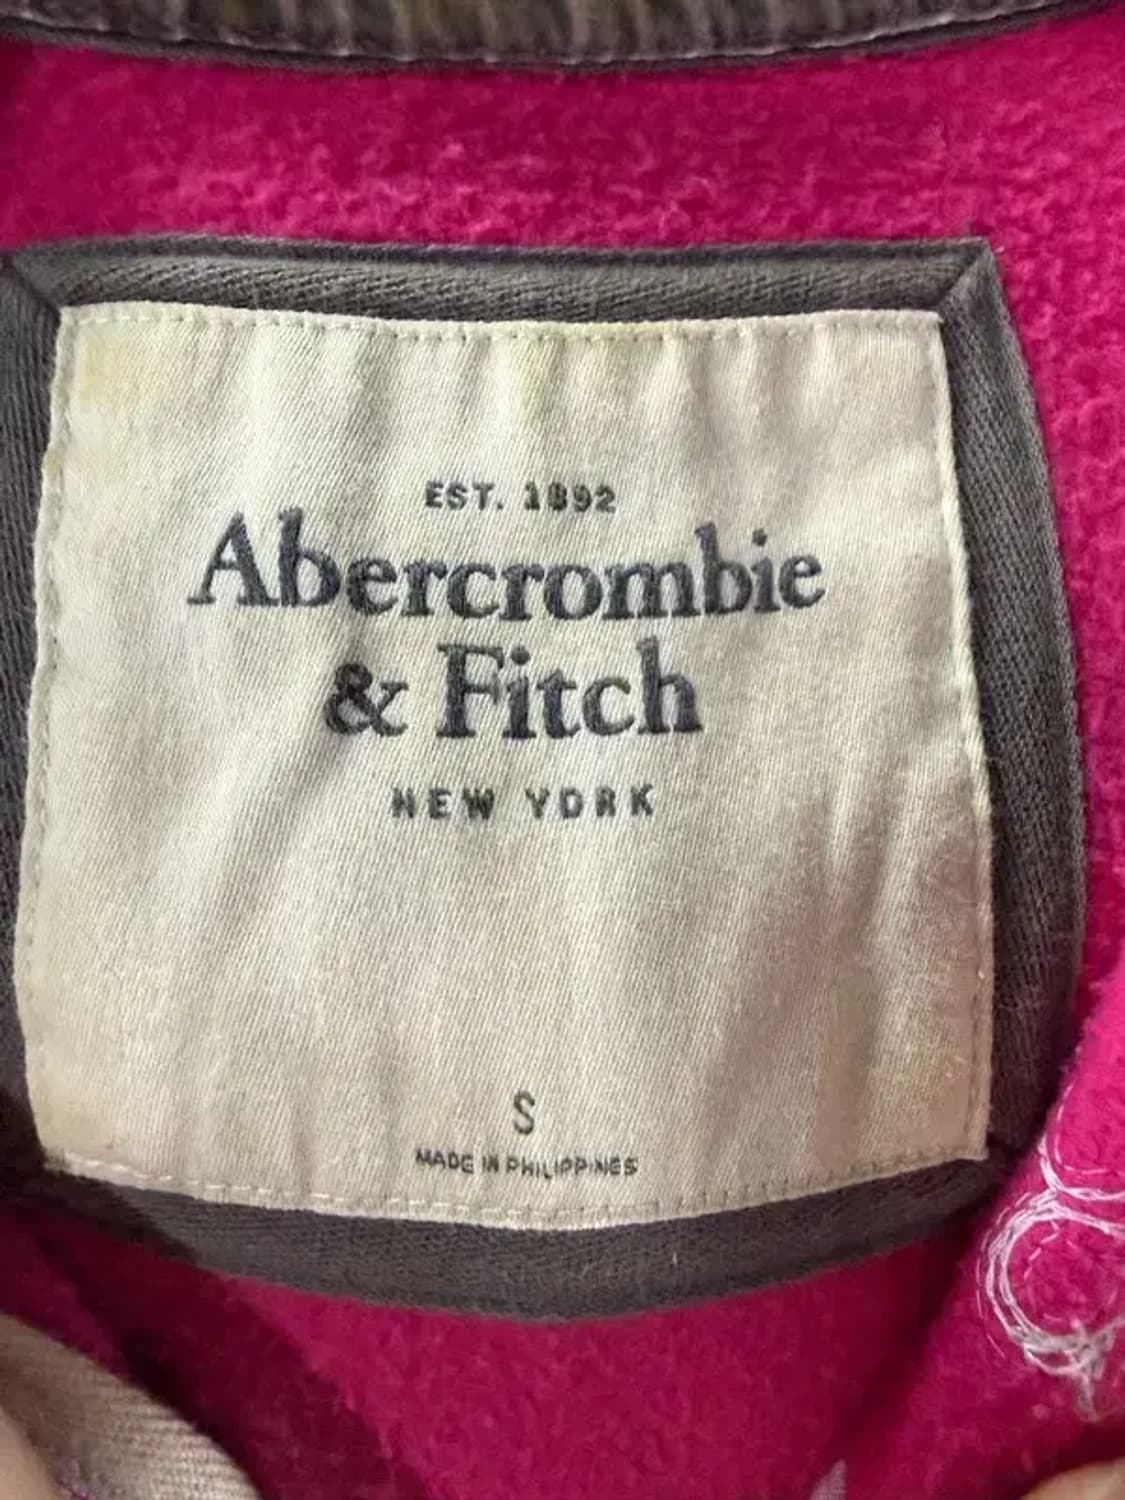 EST. 1892
Abercrombie
& Fitch
NEW YORK
S
MADE IN PHILIPPINES